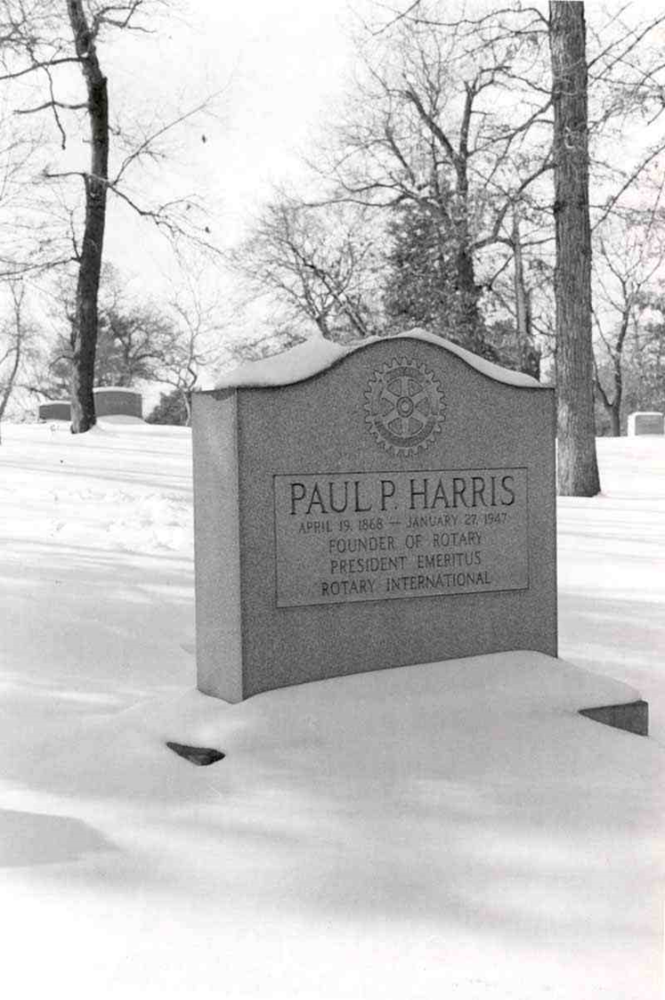 PAUL P. HARRIS
APRIL 19, 1868 — JANUARY 27, 1947
FOUNDER OF ROTARY
PRESIDENT EMERITUS
ROTARY INTERNATIONAL